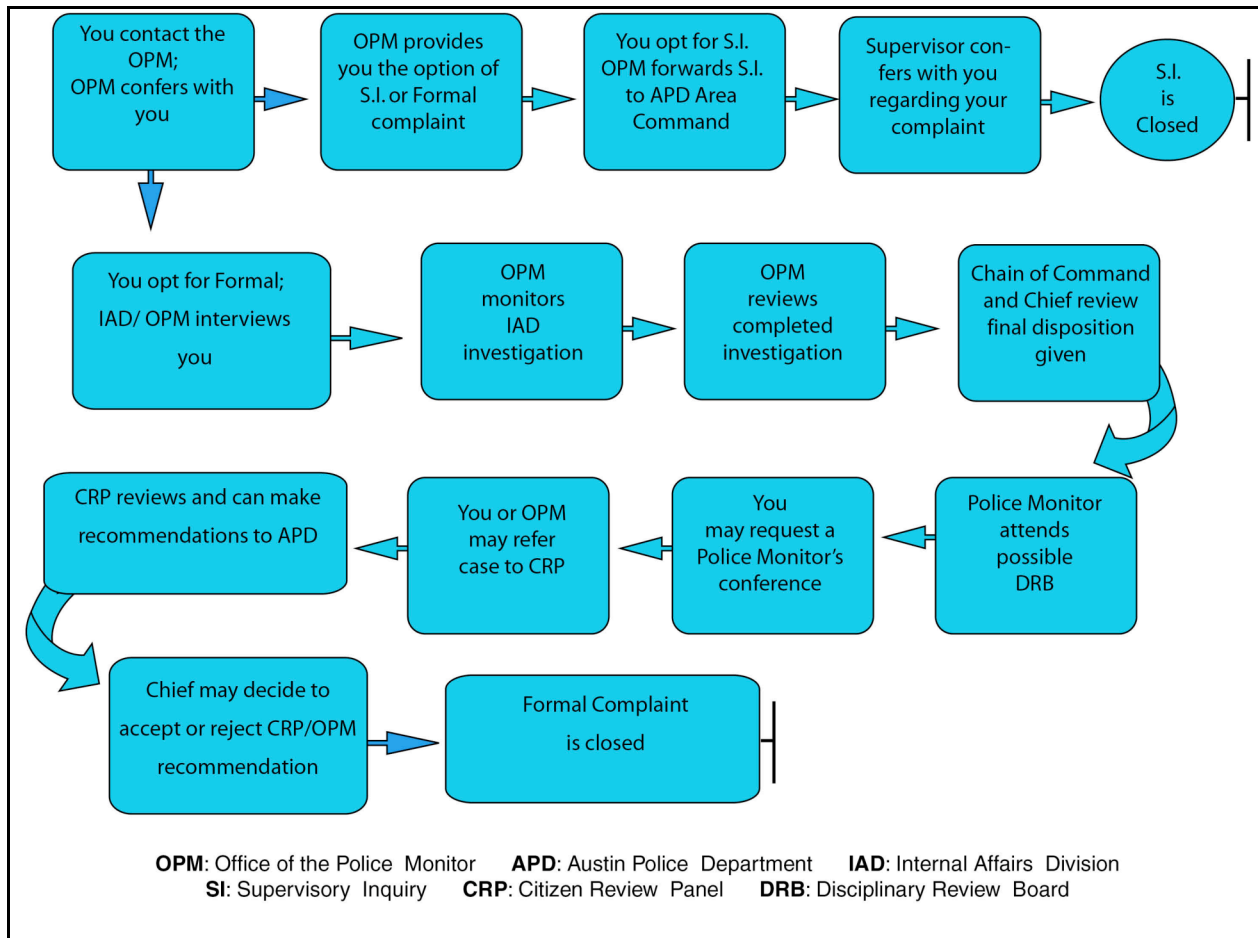 You contact the
OPM;
OPM confers with
you
OPM provides
you the option of
S.I. or Formal
complaint
You opt for S.I.
OPM forwards S.I.
to APD Area
Command
Supervisor con-
fers with you
regarding your
complaint
S.I.
is
Closed
You opt for Formal;
IAD/ OPM interviews
you
OPM
monitors
IAD
investigation
OPM
reviews
completed
investigation
Chain of Command
and Chief review
final disposition
given
Police Monitor
attends
possible
DRB
You
may request a
Police Monitor's
conference
You or OPM
may refer
case to CRP
CRP reviews and can make
recommendations to APD
Chief may decide to
accept or reject CRP/OPM
recommendation
Formal Complaint
is closed
OPM: Office of the Police Monitor APD: Austin Police Department IAD: Internal Affairs Division
SI: Supervisory Inquiry CRP: Citizen Review Panel DRB: Disciplinary Review Board